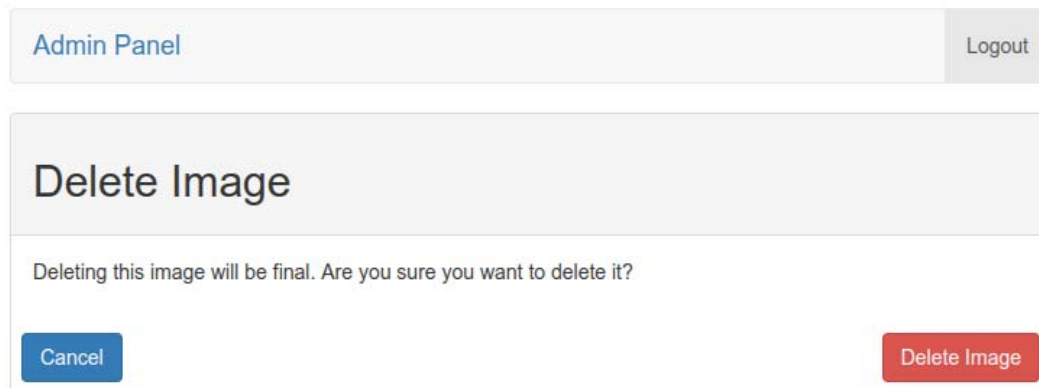 Admin Panel
Logout
Delete Image
Deleting this image will be final. Are you sure you want to delete it?
Cancel
Delete Image